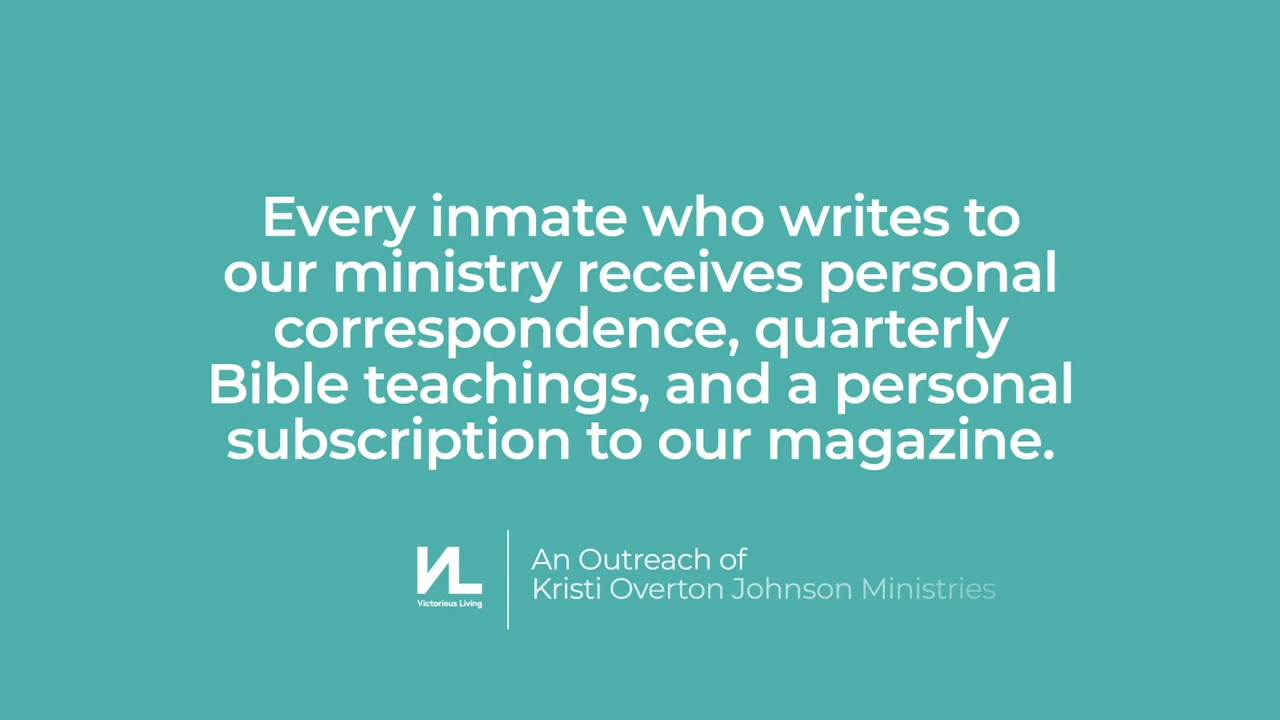 Every inmate who writes to
our ministry receives personal
correspondence, quarterly
Bible teachings, and a personal
subscription to our magazine.
VL
Victorious Living
An Outreach of
Kristi Overton Johnson Ministries